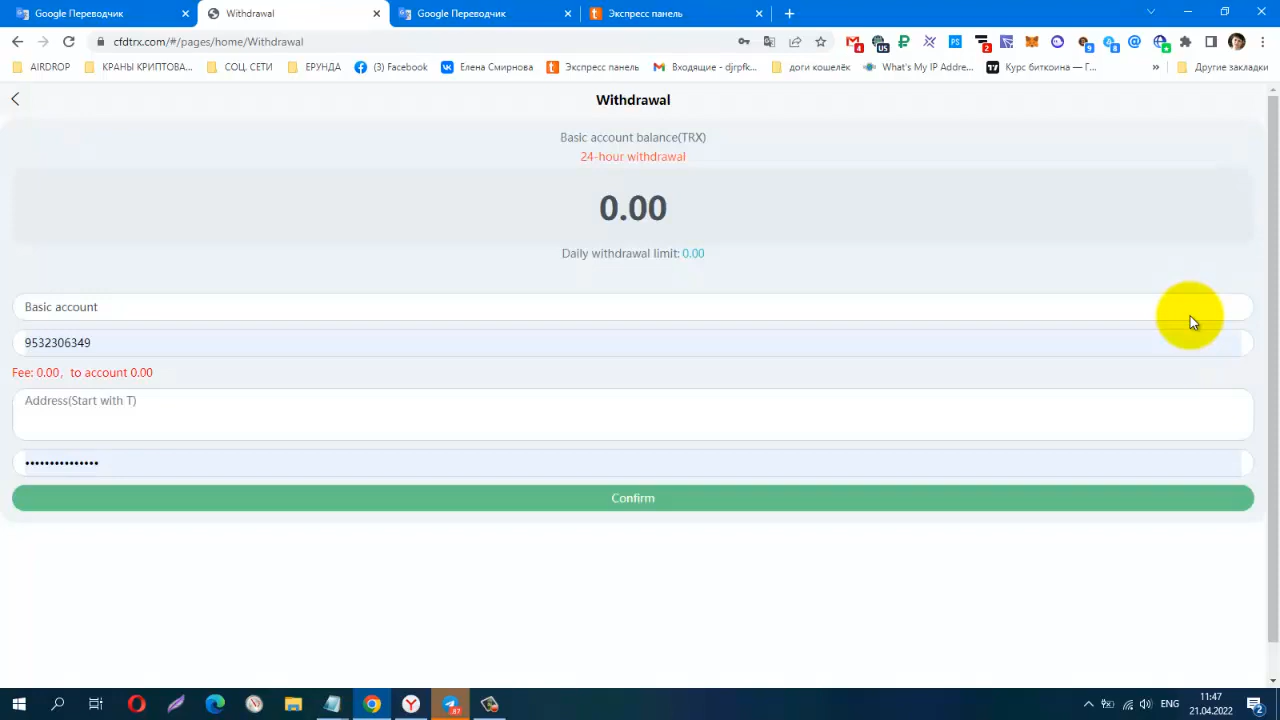 Google Переводчик
Withdrawal
Google Переводчик
Экспресс панель
cfdtrx.com/#/pages/home/Withdrawal
AIRDROP
КРАНЫ КРИПТОВА...
СОЦ. СЕТИ
ЕРУНДА
(3) Facebook
Елена Смирнова
Экспресс панель
Входящие - djrpfk...
доги кошелёк
What's My IP Addre...
Курс биткоина — Г...
Другие закладки
Withdrawal
Basic account balance(TRX)
24-hour withdrawal
0.00
Daily withdrawal limit: 0.00
Basic account
9532306349
Fee: 0.00, to account 0.00
Address(Start with T)
•••••••••••••••
Confirm
ENG
11:47
21.04.2022